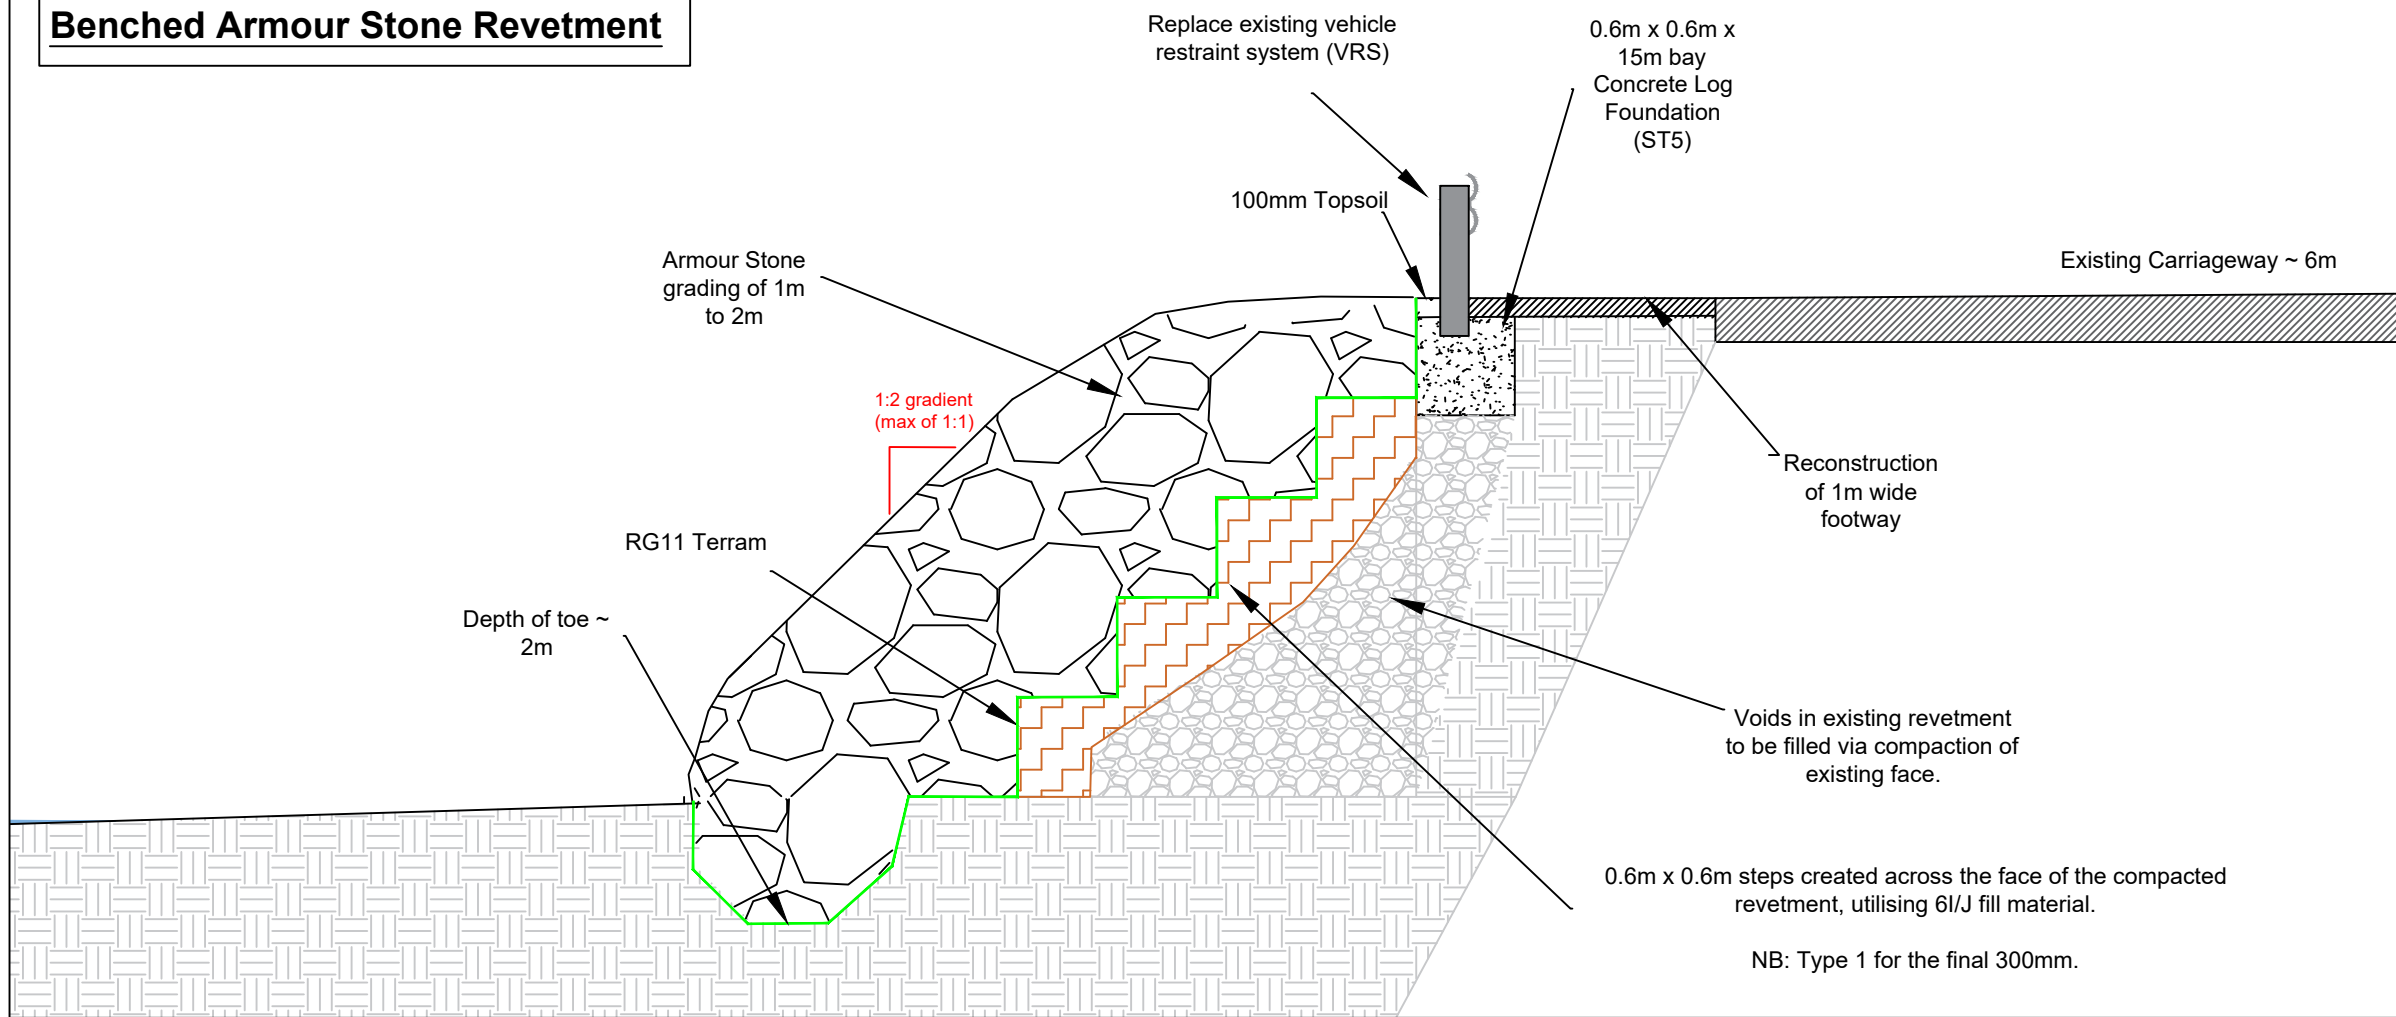 Benched Armour Stone Revetment
Replace existing vehicle
restraint system (VRS)
0.6m x 0.6m x
15m bay
Concrete Log
Foundation
(ST5)
100mm Topsoil
Armour Stone
grading of 1m
to 2m
Existing Carriageway ~ 6m
1:2 gradient
(max of 1:1)
Reconstruction
of 1m wide
footway
RG11 Terram
Depth of toe ~
2m
Voids in existing revetment
to be filled via compaction of
existing face.
0.6m x 0.6m steps created across the face of the compacted
revetment, utilising 6I/J fill material.
NB: Type 1 for the final 300mm.